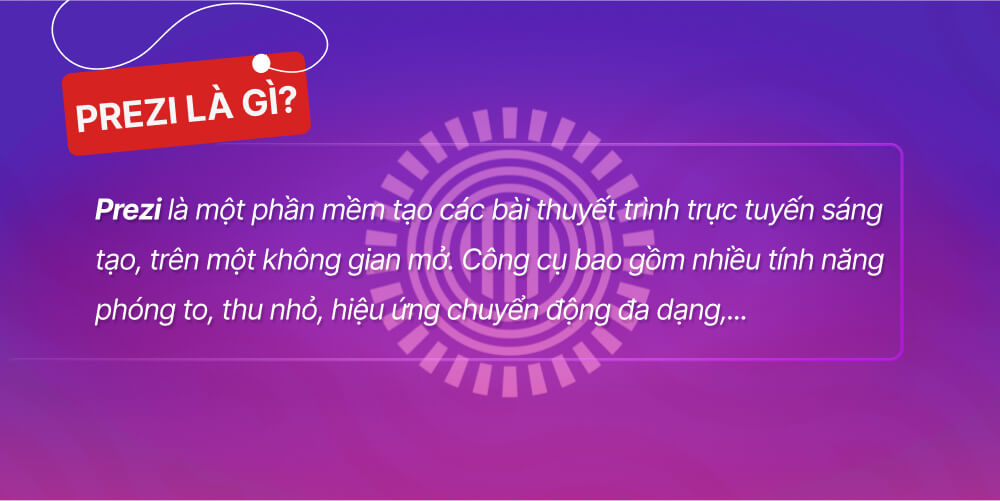 PREZI LÀ GÌ?
Prezi là một phần mềm tạo các bài thuyết trình trực tuyến sáng
tạo, trên một không gian mở. Công cụ bao gồm nhiều tính năng
phóng to, thu nhỏ, hiệu ứng chuyển động đa dạng,...